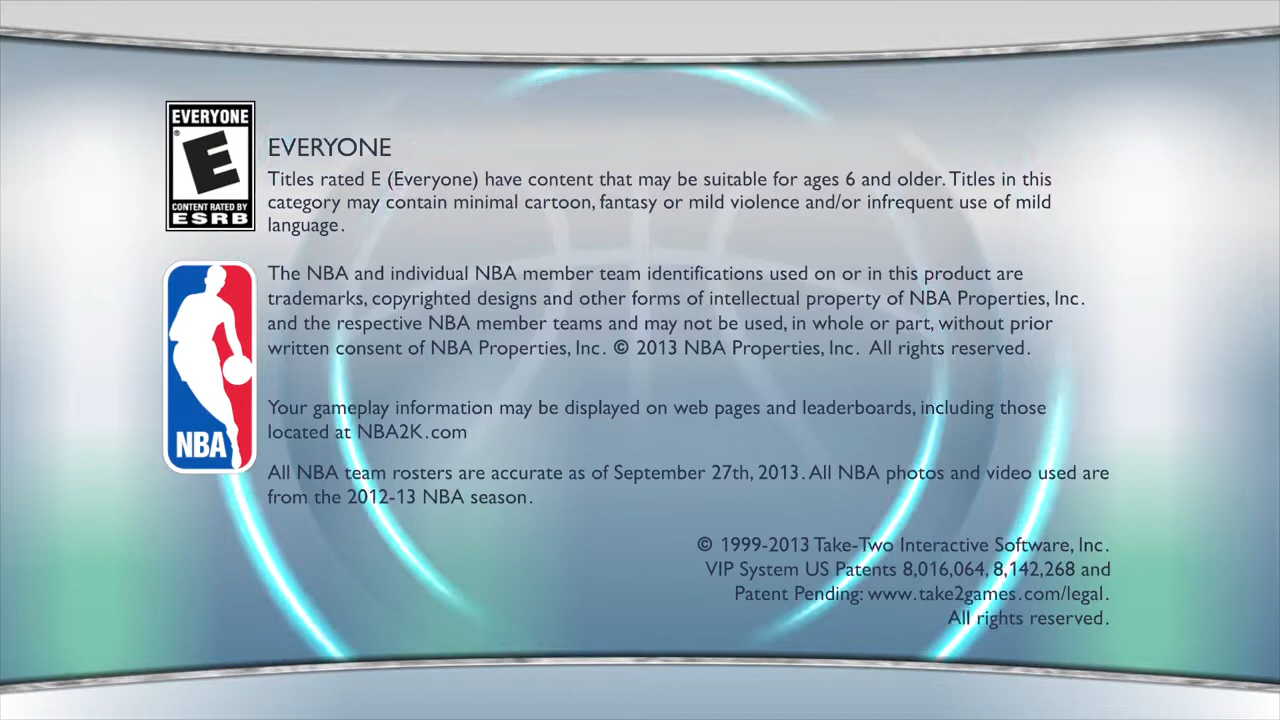 EVERYONE
E
CONTENT RATED BY
ESRB
EVERYONE
Titles rated E (Everyone) have content that may be suitable for ages 6 and older. Titles in this
category may contain minimal cartoon, fantasy or mild violence and/or infrequent use of mild
language.
The NBA and individual NBA member team identifications used on or in this product are
trademarks, copyrighted designs and other forms of intellectual property of NBA Properties, Inc.
and the respective NBA member teams and may not be used, in whole or part, without prior
written consent of NBA Properties, Inc. © 2013 NBA Properties, Inc. All rights reserved.
NBA
Your gameplay information may be displayed on web pages and leaderboards, including those
located at NBA2K.com
All NBA team rosters are accurate as of September 27th, 2013. All NBA photos and video used are
from the 2012-13 NBA season.
© 1999-2013 Take-Two Interactive Software, Inc.
VIP System US Patents 8,016,064, 8,142,268 and
Patent Pending: www.take2games.com/legal.
All rights reserved.